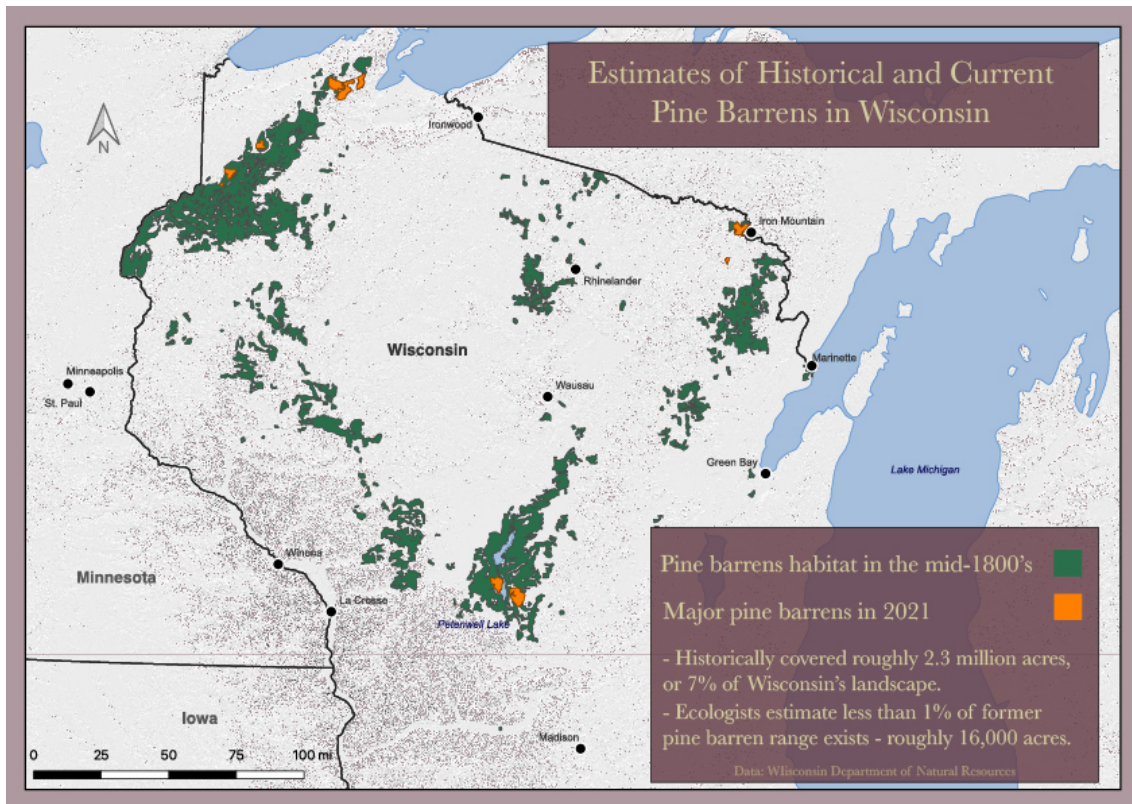 Estimates of Historical and Current
Pine Barrens in Wisconsin
N
Ironwood
Iron Mountain
Rhinelander
Wisconsin
Marinette
Minneapolis
St. Paul
Wausau
Green Bay
Lake Michigan
Winona
Minnesota
La Crosse
Petenwell Lake
Iowa
Madison
0 25 50 75 100 mi
Pine barrens habitat in the mid-1800's
Major pine barrens in 2021
- Historically covered roughly 2.3 million acres,
or 7% of Wisconsin's landscape.
- Ecologists estimate less than 1% of former
pine barren range exists - roughly 16,000 acres.
Data: WIisconsin Department of Natural Resources